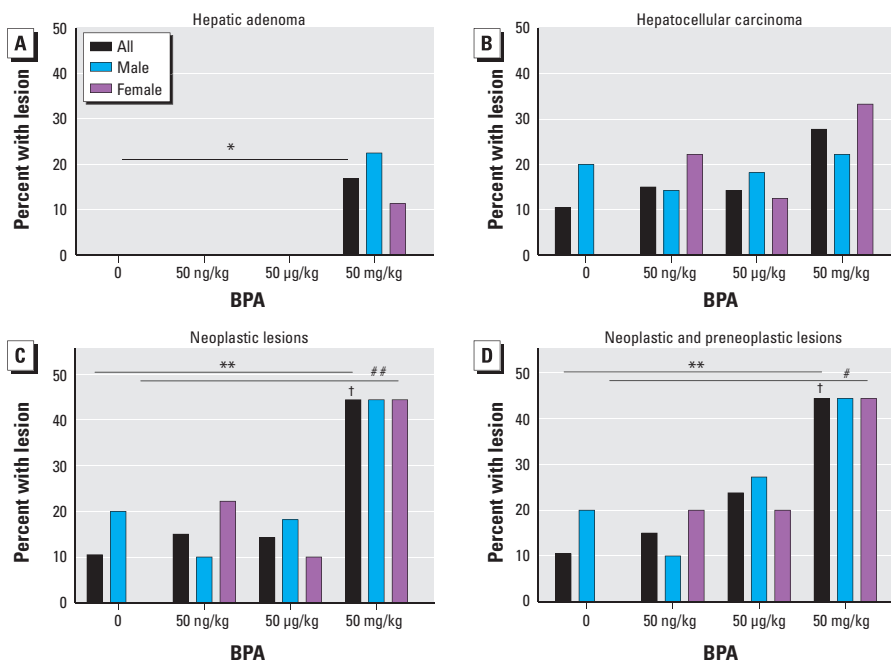 Hepatic adenoma
A
All
Male
Female
50
40
30
20
10
0
Percent with lesion
*
0 50 ng/kg 50 µg/kg 50 mg/kg
BPA
Hepatocellular carcinoma
B
50
40
30
20
10
0
Percent with lesion
0 50 ng/kg 50 µg/kg 50 mg/kg
BPA
Neoplastic lesions
C
50
40
30
20
10
0
Percent with lesion
**
##
†
0 50 ng/kg 50 µg/kg 50 mg/kg
BPA
Neoplastic and preneoplastic lesions
D
50
40
30
20
10
0
Percent with lesion
**
#
†
0 50 ng/kg 50 µg/kg 50 mg/kg
BPA